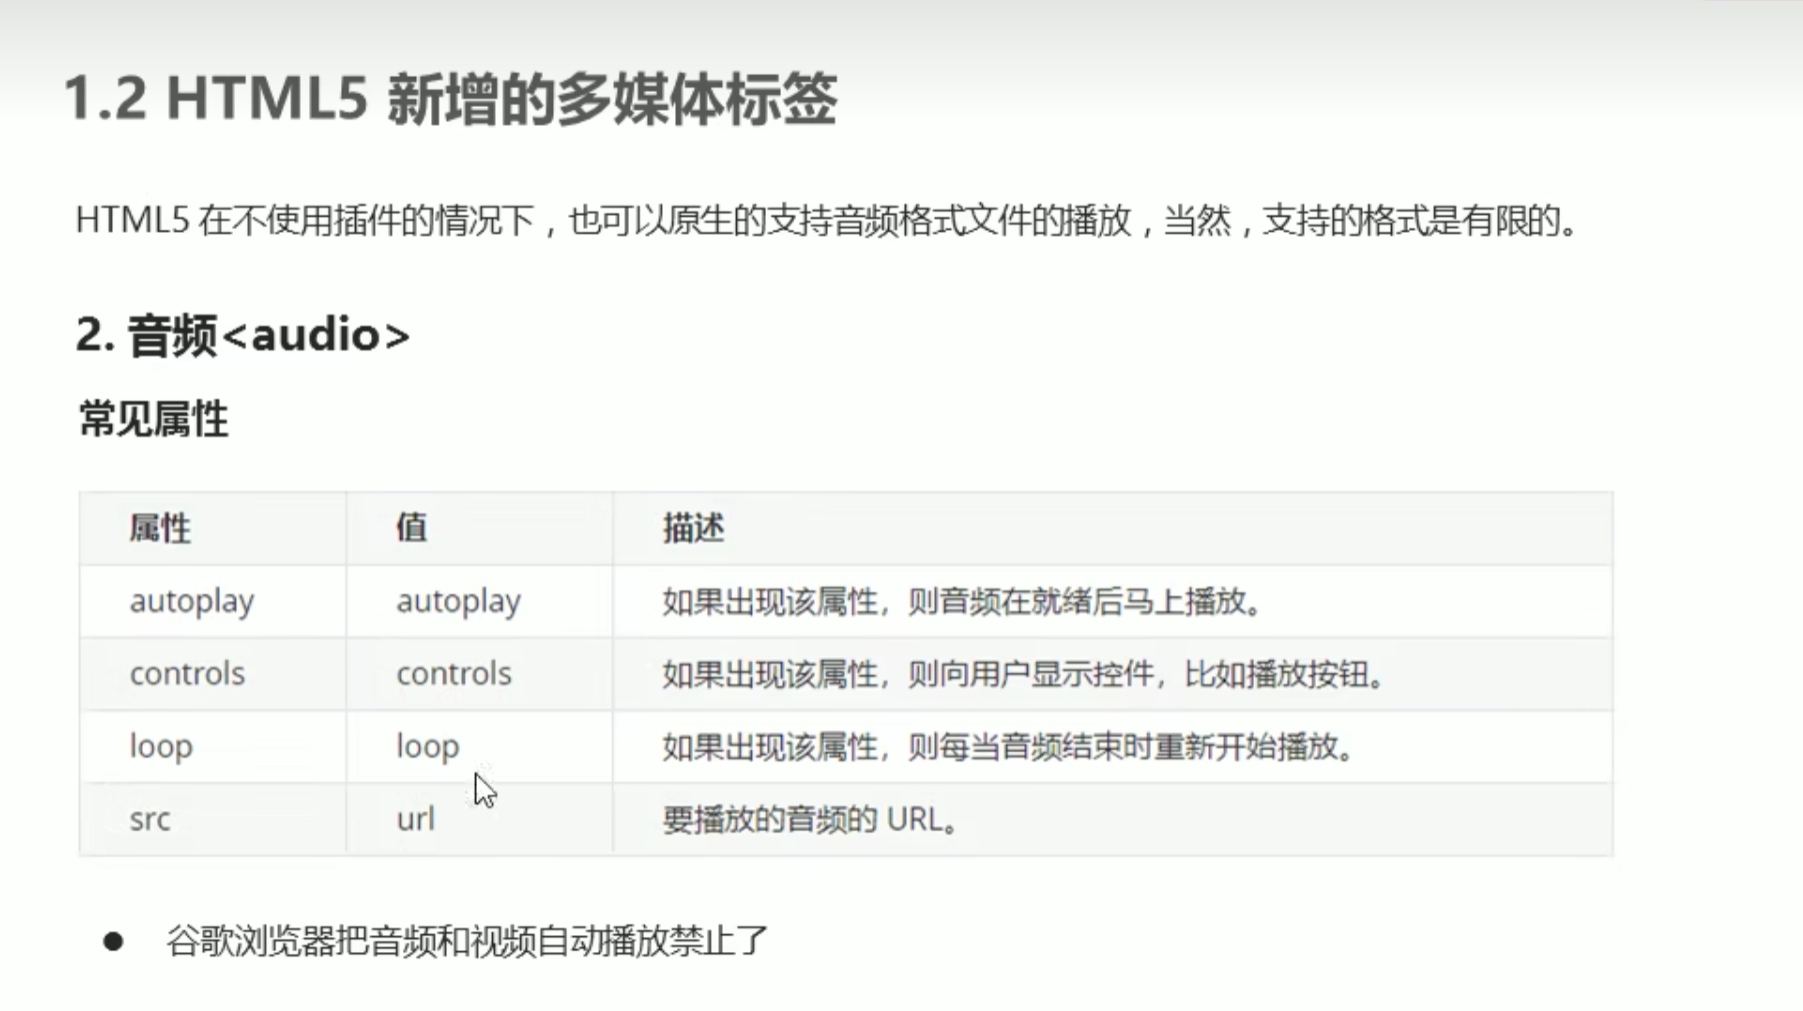 1.2 HTML5 新增的多媒体标签
HTML5 在不使用插件的情况下，也可以原生的支持音频格式文件的播放，当然，支持的格式是有限的。
2. 音频<audio>
常见属性
属性 值 描述
autoplay autoplay 如果出现该属性，则音频在就绪后马上播放。
controls controls 如果出现该属性，则向用户显示控件，比如播放按钮。
loop loop 如果出现该属性，则每当音频结束时重新开始播放。
src url 要播放的音频的 URL。
● 谷歌浏览器把音频和视频自动播放禁止了